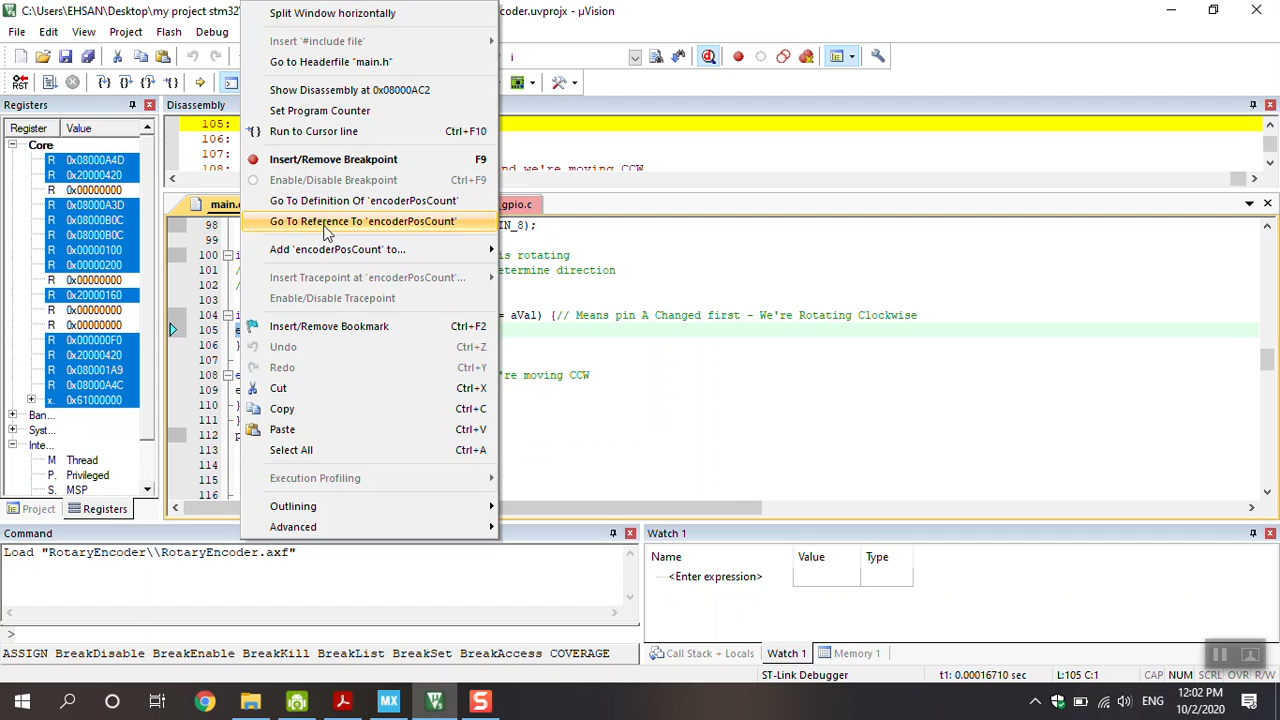 C:\Users\EHSAN\Desktop\my project stm32\
coder.uvprojx - µVision
File Edit View Project Flash Debug
Registers
Register Value
Core
R 0x08000A4D
R 0x20000420
R 0x00000000
R 0x08000A3D
R 0x08000B0C
R 0x08000B0C
R 0x00000100
R 0x00000200
R 0x00000000
R 0x20000160
R 0x00000000
R 0x00000000
R 0x000000F0
R 0x20000420
R 0x080001A9
R 0x08000A4C
x. 0x61000000
Ban...
Syst...
Inte...
M Thread
P. Privileged
S. MSP
Project Registers
Disassembly
105:
106:
107:
108: nd we're moving CCW
main.c
gpio.c
98 IN_8);
99
100 i is rotating
101 // etermine direction
102 //
103
104 i = aVal) {// Means pin A Changed first - We're Rotating Clockwise
105 e
106 }
107
108 e 're moving CCW
109 e
110 }
111 }
112 p
113
114
115
116
Split Window horizontally
Insert '#include file'
Go to Headerfile "main.h"
Show Disassembly at 0x08000AC2
Set Program Counter
Run to Cursor line Ctrl+F10
Insert/Remove Breakpoint F9
Enable/Disable Breakpoint Ctrl+F9
Go To Definition Of 'encoderPosCount'
Go To Reference To 'encoderPosCount'
Add 'encoderPosCount' to...
Insert Tracepoint at 'encoderPosCount'...
Enable/Disable Tracepoint
Insert/Remove Bookmark Ctrl+F2
Undo Ctrl+Z
Redo Ctrl+Y
Cut Ctrl+X
Copy Ctrl+C
Paste Ctrl+V
Select All Ctrl+A
Execution Profiling
Outlining
Advanced
Command
Load "RotaryEncoder\\RotaryEncoder.axf"
>
ASSIGN BreakDisable BreakEnable BreakKill BreakList BreakSet BreakAccess COVERAGE
Watch 1
Name Value Type
<Enter expression>
Call Stack + Locals Watch 1 Memory 1
ST-Link Debugger t1: 0.00016710 sec L:105 C:1 CAP NUM SCRL OVR R/W
MX
ENG
12:02 PM
10/2/2020